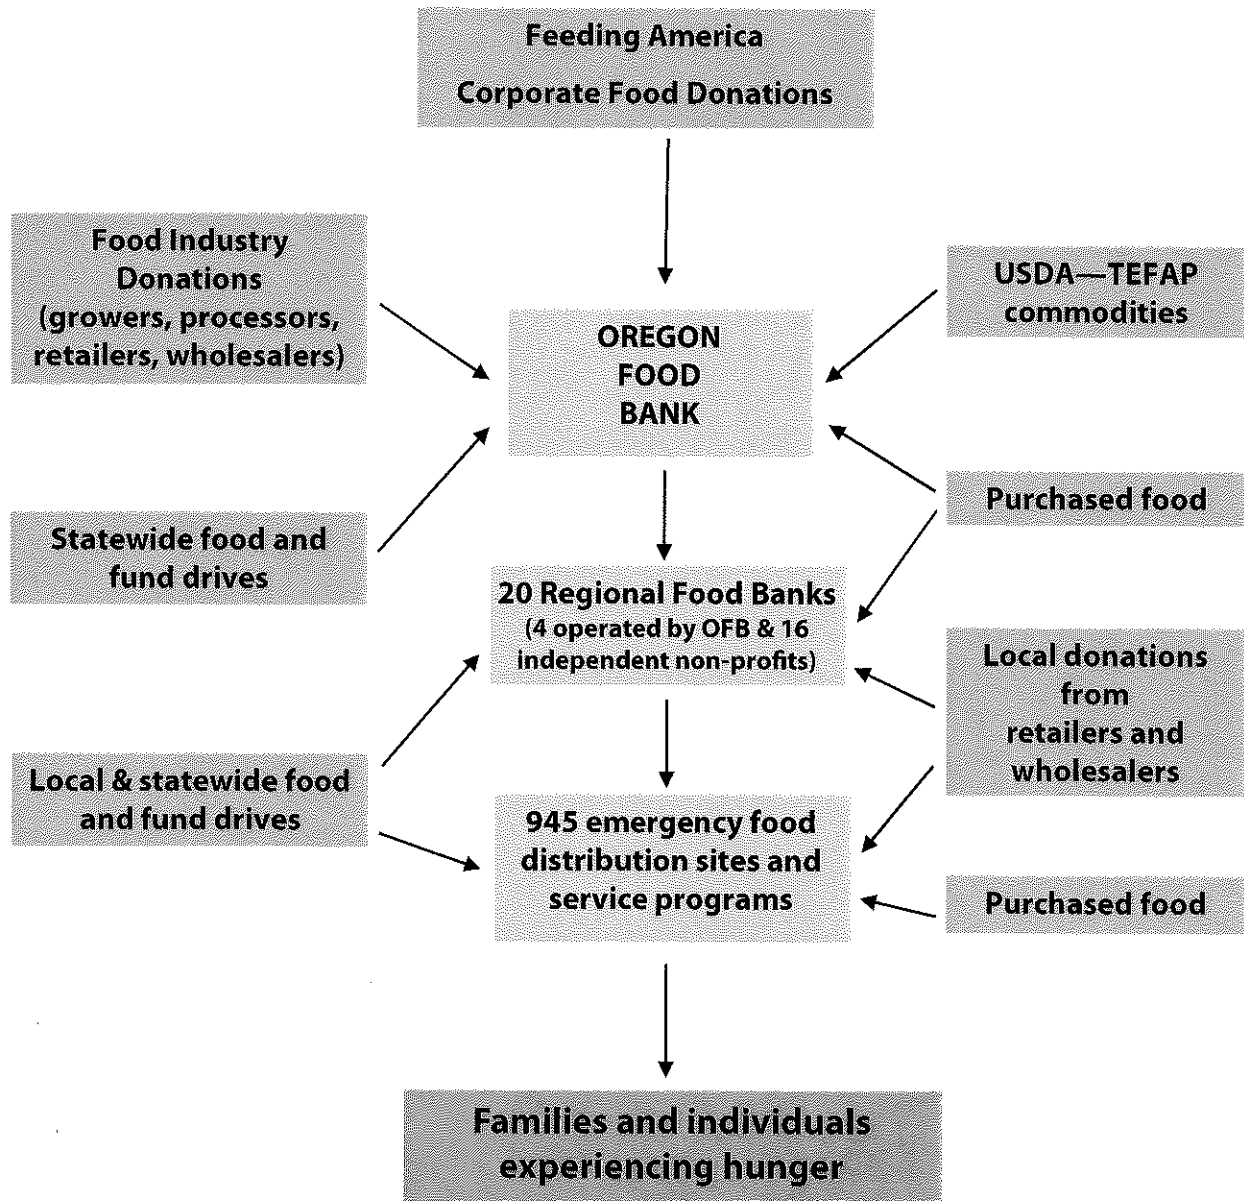 Feeding America
Corporate Food Donations
Food Industry
Donations
(growers, processors,
retailers, wholesalers)
USDA—TEFAP
commodities
OREGON
FOOD
BANK
Statewide food and
fund drives
Purchased food
20 Regional Food Banks
(4 operated by OFB & 16
independent non-profits)
Local donations
from
retailers and
wholesalers
Local & statewide food
and fund drives
945 emergency food
distribution sites and
service programs
Purchased food
Families and individuals
experiencing hunger